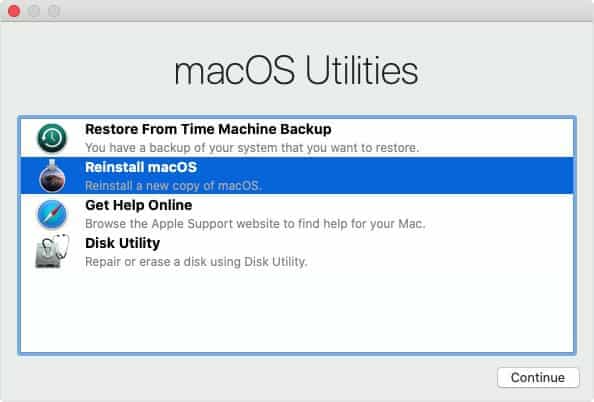 macOS Utilities
Restore From Time Machine Backup
You have a backup of your system that you want to restore.
Reinstall macOS
Reinstall a new copy of macOS.
Get Help Online
Browse the Apple Support website to find help for your Mac.
Disk Utility
Repair or erase a disk using Disk Utility.
Continue